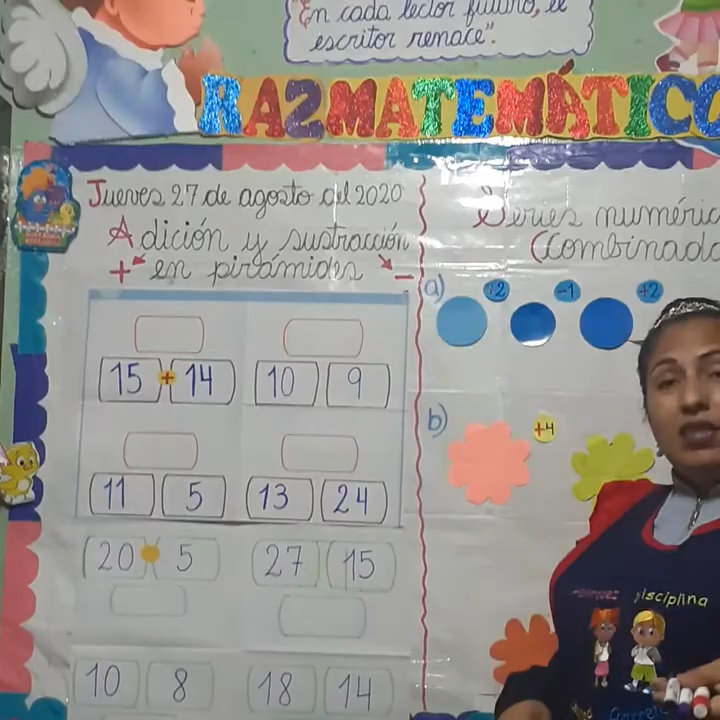 "En cada lector futuro, el
escritor renace".
RAZMATEMÁTICO
Jueves 27 de agosto del 2020
Adición y sustracción
+ en pirámides -
15 + 14
10 9
11 5
13 24
20 5
27 15
10 8
18 14
Series
(Combinado
a) +2 -1 +2
b) +4
Disciplina